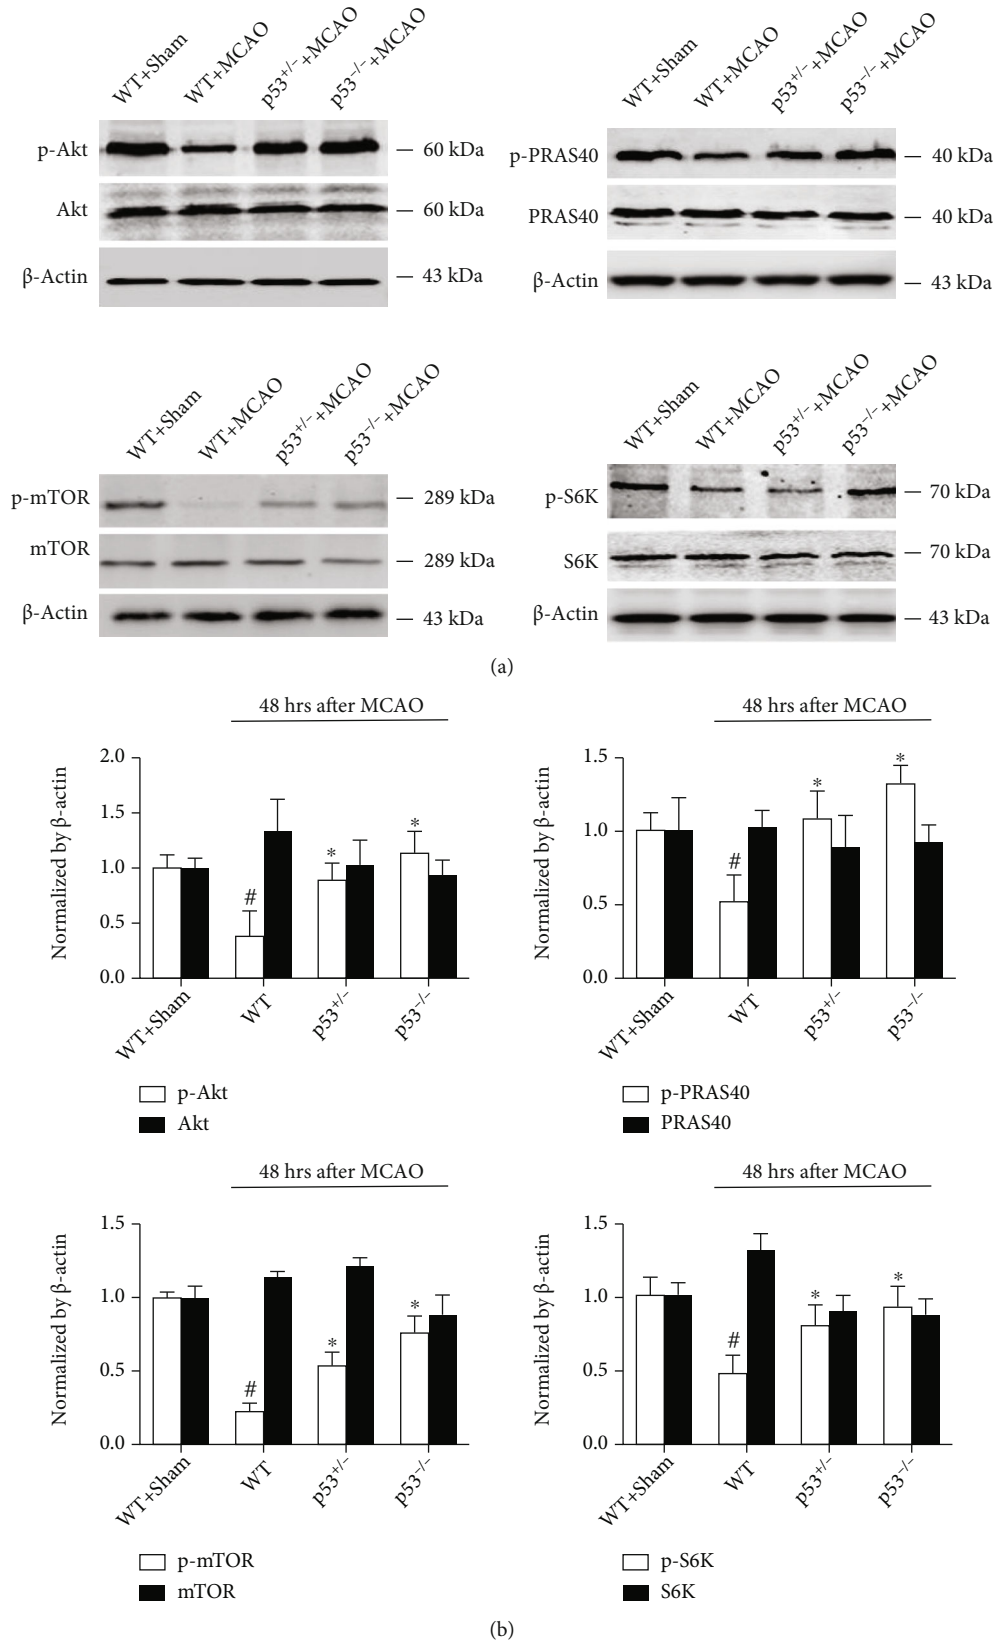 WT+Sham
WT+MCAO
p53+/−+MCAO
p53−/−+MCAO
p-Akt
60 kDa
Akt
60 kDa
β-Actin
43 kDa
WT+Sham
WT+MCAO
p53+/−+MCAO
p53−/−+MCAO
p-PRAS40
40 kDa
PRAS40
40 kDa
β-Actin
43 kDa
WT+Sham
WT+MCAO
p53+/−+MCAO
p53−/−+MCAO
p-mTOR
289 kDa
mTOR
289 kDa
β-Actin
43 kDa
WT+Sham
WT+MCAO
p53+/−+MCAO
p53−/−+MCAO
p-S6K
70 kDa
S6K
70 kDa
β-Actin
43 kDa
(a)
48 hrs after MCAO
Normalized by β-actin
2.0
1.5
1.0
0.5
0.0
#
*
*
WT+Sham
WT
p53+/−
p53−/−
p-Akt
Akt
48 hrs after MCAO
Normalized by β-actin
1.5
1.0
0.5
0.0
#
*
*
WT+Sham
WT
p53+/−
p53−/−
p-PRAS40
PRAS40
48 hrs after MCAO
Normalized by β-actin
1.5
1.0
0.5
0.0
#
*
*
WT+Sham
WT
p53+/−
p53−/−
p-mTOR
mTOR
48 hrs after MCAO
Normalized by β-actin
1.5
1.0
0.5
0.0
#
*
*
WT+Sham
WT
p53+/−
p53−/−
p-S6K
S6K
(b)